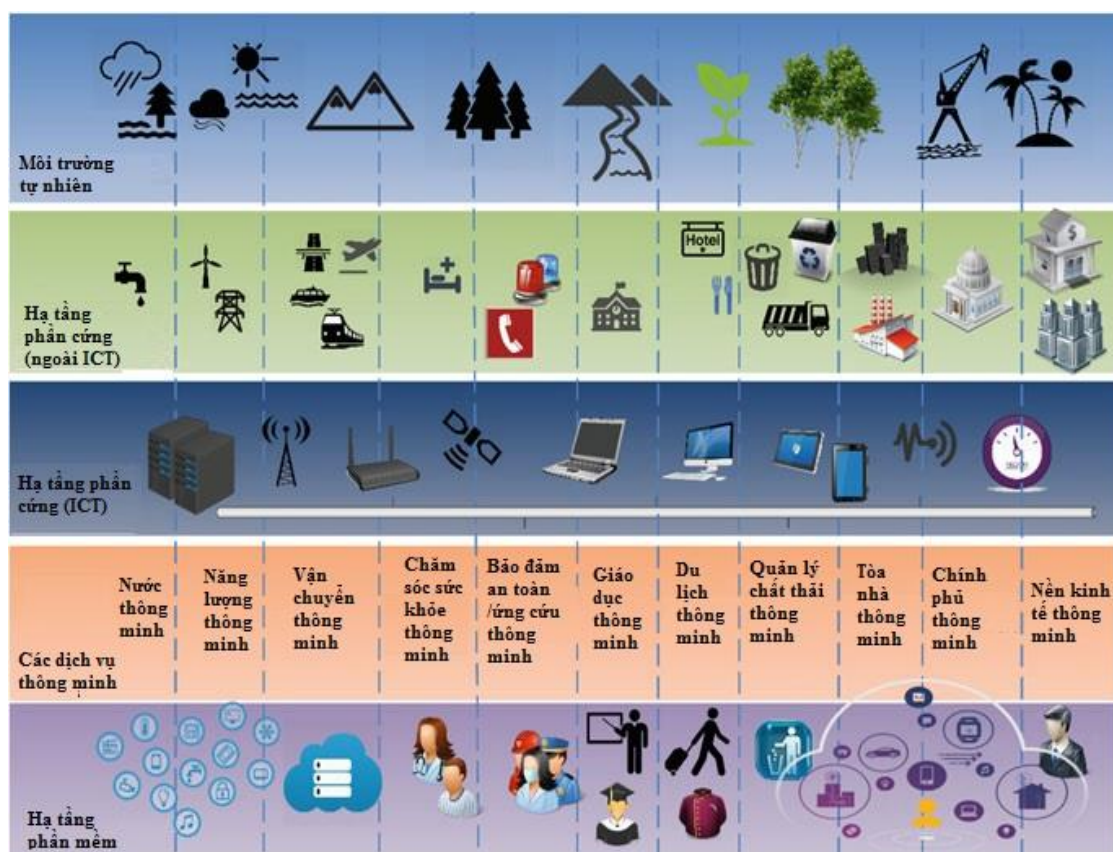 Môi trường
tự nhiên
Hạ tầng
phần cứng
(ngoài ICT)
Hotel
$
Hạ tầng phần
cứng (ICT)
Các dịch vụ
thông minh
Nước
thông
minh
Năng
lượng
thông
minh
Vận
chuyển
thông
minh
Chăm
sóc sức
khỏe
thông
minh
Bảo đảm
an toàn
/ứng cứu
thông
minh
Giáo
dục
thông
minh
Du
lịch
thông
minh
Quản lý
chất thải
thông
minh
Tòa
nhà
thông
minh
Chính
phủ
thông
minh
Nền kinh
tế thông
minh
Hạ tầng
phần mềm